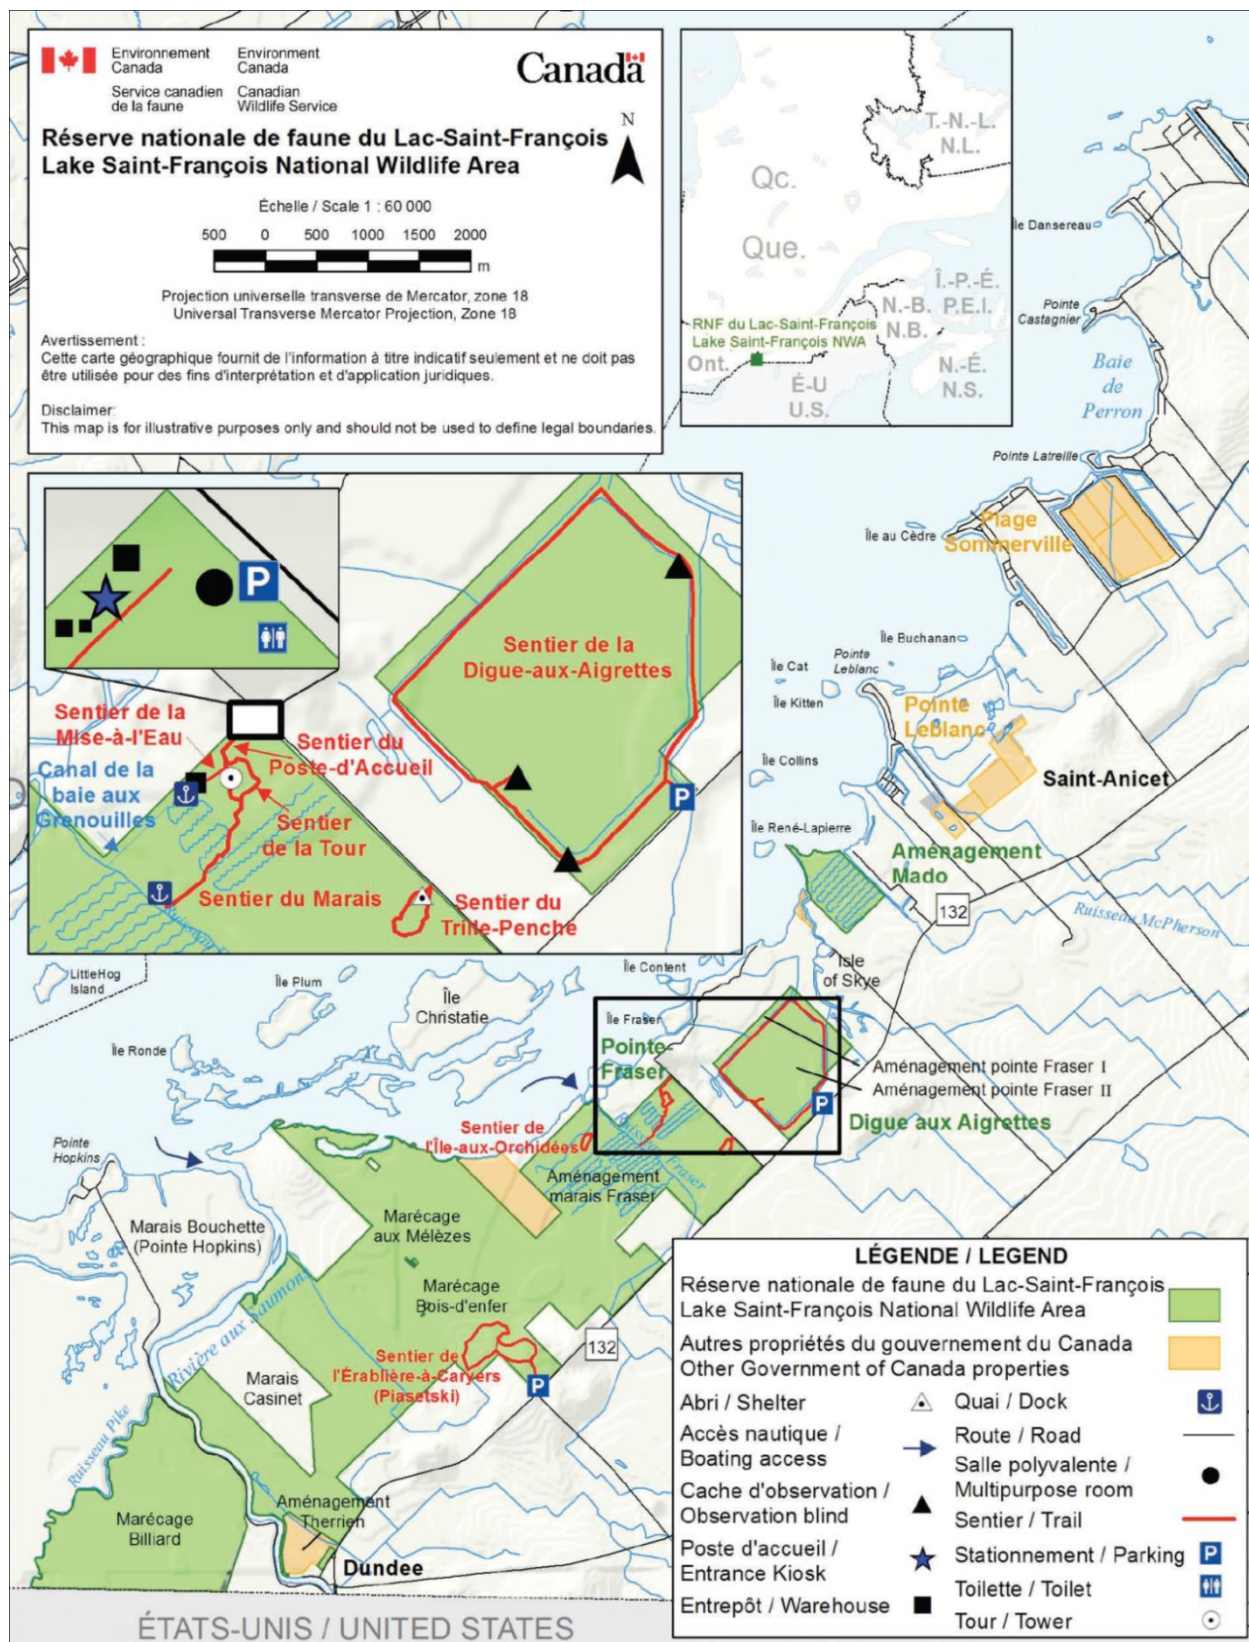 Environnement
Canada
Environment
Canada
Service canadien
de la faune
Canadian
Wildlife Service
Canada
Réserve nationale de faune du Lac-Saint-François
Lake Saint-François National Wildlife Area
N
Échelle / Scale 1 : 60 000
500 0 500 1000 1500 2000
m
Projection universelle transverse de Mercator, zone 18
Universal Transverse Mercator Projection, Zone 18
Avertissement :
Cette carte géographique fournit de l'information à titre indicatif seulement et ne doit pas
être utilisée pour des fins d'interprétation et d'application juridiques.
Disclaimer:
This map is for illustrative purposes only and should not be used to define legal boundaries.
T.-N.-L.
N.L.
Qc.
Que.
Î.-P.-É.
P.E.I.
N.-B.
N.B.
RNF du Lac-Saint-François
Lake Saint-François NWA
Ont.
É-U
U.S.
N.-É.
N.S.
Île Dansereau
Pointe
Castagnier
Baie
de
Perron
Pointe Latreille
Île au Cèdre
Plage
Sommerville
Île Buchanan
Île Cat
Pointe
Leblanc
Île Kitten
Pointe
Leblanc
Île Collins
Saint-Anicet
Île René-Lapierre
Aménagement
Mado
132
Ruisseau McPherson
Isle
of Skye
P
Sentier de la
Digue-aux-Aigrettes
Sentier de la
Mise-à-l'Eau
Sentier du
Poste-d'Accueil
Canal de la
baie aux
Grenouilles
Sentier
de la Tour
P
Sentier du Marais
Sentier du
Trille-Penché
Ruisseau
LittleHog
Island
Île Plum
Île
Christatie
Île Content
Île Ronde
Île Fraser
Pointe-
Fraser
Aménagement pointe Fraser I
Aménagement pointe Fraser II
P
Digue aux Aigrettes
Pointe
Hopkins
Sentier de
l'Île-aux-Orchidées
Ruisseau Fraser
Aménagement
marais Fraser
Marais Bouchette
(Pointe Hopkins)
Marécage
aux Mélèzes
Marécage
Bois-d'enfer
Rivière aux Saumons
132
Sentier de
l'Érablière-à-Caryers
(Piasetski)
P
Marais
Casinet
Ruisseau Pike
Marécage
Billiard
Aménagement
Therrien
Dundee
ÉTATS-UNIS / UNITED STATES
LÉGENDE / LEGEND
Réserve nationale de faune du Lac-Saint-François
Lake Saint-François National Wildlife Area
Autres propriétés du gouvernement du Canada
Other Government of Canada properties
Abri / Shelter
Accès nautique /
Boating access
Cache d'observation /
Observation blind
Poste d'accueil /
Entrance Kiosk
Entrepôt / Warehouse
Quai / Dock
Route / Road
Salle polyvalente /
Multipurpose room
Sentier / Trail
Stationnement / Parking P
Toilette / Toilet
Tour / Tower